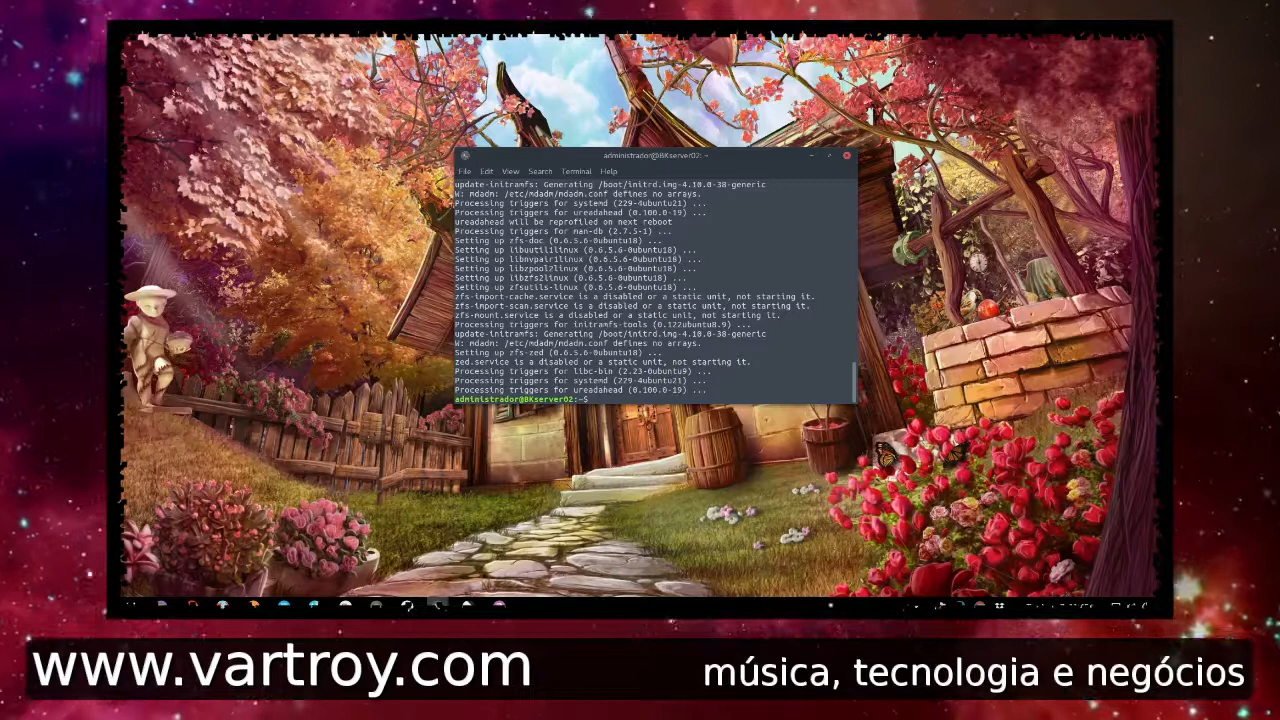 administrador@BKserver02: ~
File Edit View Search Terminal Help
update-initramfs: Generating /boot/initrd.img-4.10.0-38-generic
W: mdadm: /etc/mdadm/mdadm.conf defines no arrays.
Processing triggers for systemd (229-4ubuntu21) ...
Processing triggers for ureadahead (0.100.0-19) ...
ureadahead will be reprofiled on next reboot
Processing triggers for man-db (2.7.5-1) ...
Setting up zfs-doc (0.6.5.6-0ubuntu18) ...
Setting up libuutil1linux (0.6.5.6-0ubuntu18) ...
Setting up libnvpair1linux (0.6.5.6-0ubuntu18) ...
Setting up libzpool2linux (0.6.5.6-0ubuntu18) ...
Setting up libzfs2linux (0.6.5.6-0ubuntu18) ...
Setting up zfsutils-linux (0.6.5.6-0ubuntu18) ...
zfs-import-cache.service is a disabled or a static unit, not starting it.
zfs-import-scan.service is a disabled or a static unit, not starting it.
zfs-mount.service is a disabled or a static unit, not starting it.
Processing triggers for initramfs-tools (0.122ubuntu8.9) ...
update-initramfs: Generating /boot/initrd.img-4.10.0-38-generic
W: mdadm: /etc/mdadm/mdadm.conf defines no arrays.
Setting up zfs-zed (0.6.5.6-0ubuntu18) ...
zed.service is a disabled or a static unit, not starting it.
Processing triggers for libc-bin (2.23-0ubuntu9) ...
Processing triggers for systemd (229-4ubuntu21) ...
Processing triggers for ureadahead (0.100.0-19) ...
administrador@BKserver02:~$
www.vartroy.com
música, tecnologia e negócios